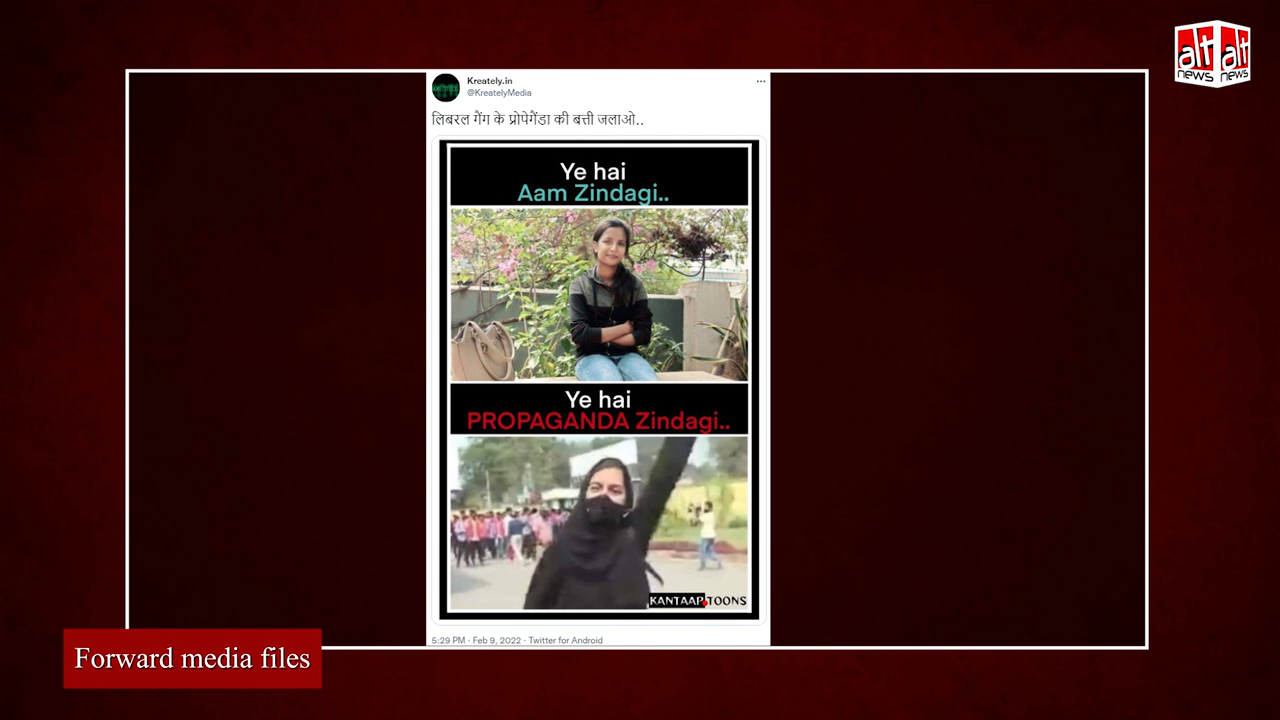 alt alt
news news
Kreately.in
@KreatelyMedia
लिबरल गैंग के प्रोपेगैंडा की बत्ती जलाओ..
Ye hai
Aam Zindagi..
Ye hai
PROPAGANDA Zindagi..
KANTAAP TOONS
5:29 PM · Feb 9, 2022 · Twitter for Android
Forward media files